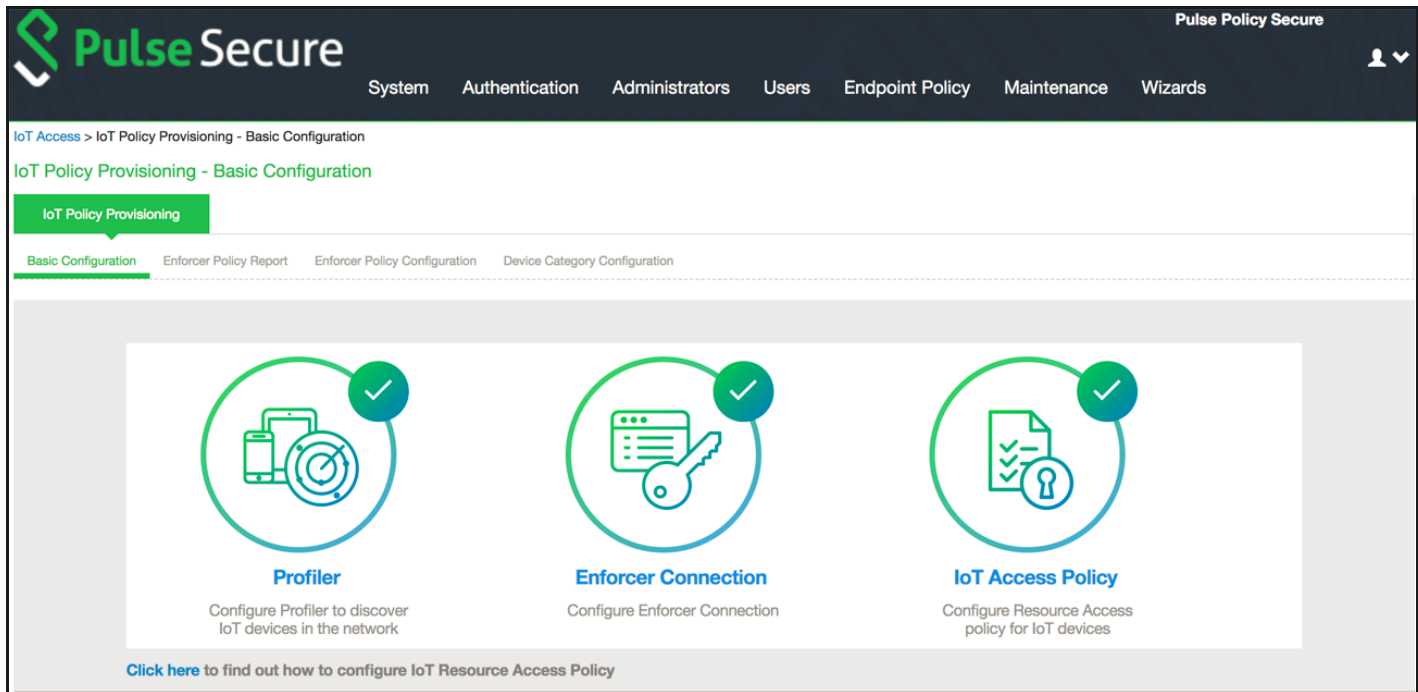 Pulse Policy Secure
Pulse Secure
System Authentication Administrators Users Endpoint Policy Maintenance Wizards
IoT Access > IoT Policy Provisioning - Basic Configuration
IoT Policy Provisioning - Basic Configuration
IoT Policy Provisioning
Basic Configuration Enforcer Policy Report Enforcer Policy Configuration Device Category Configuration
Profiler
Configure Profiler to discover
IoT devices in the network
Enforcer Connection
Configure Enforcer Connection
IoT Access Policy
Configure Resource Access
policy for IoT devices
Click here to find out how to configure IoT Resource Access Policy